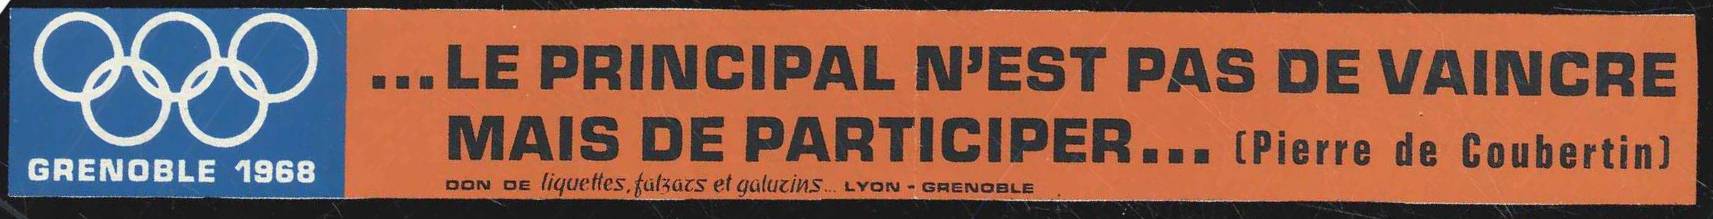 GRENOBLE 1968
...LE PRINCIPAL N'EST PAS DE VAINCRE
MAIS DE PARTICIPER... (Pierre de Coubertin)
DON DE liquettes, falzars et galurins... LYON - GRENOBLE